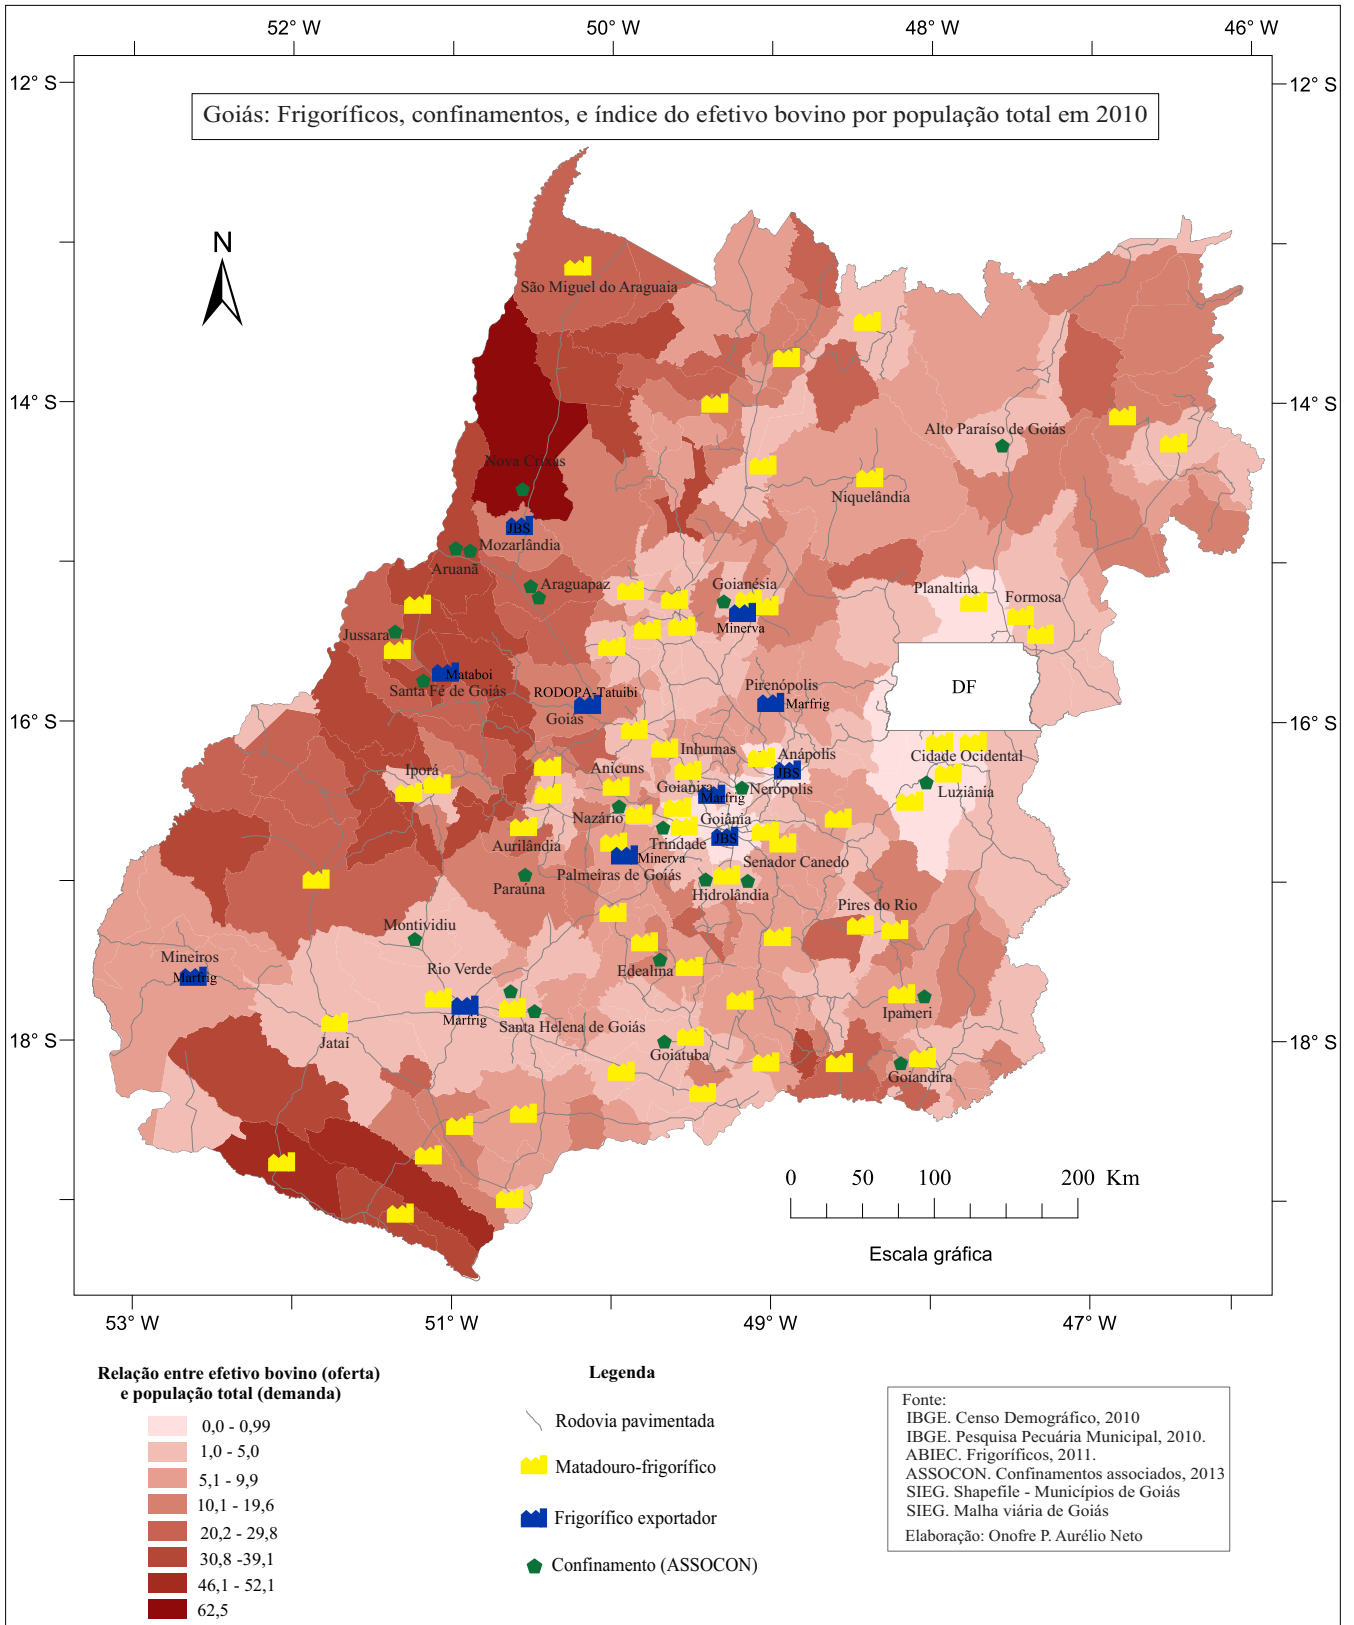 52° W 50° W 48° W 46° W
12° S 12° S
Goiás: Frigoríficos, confinamentos, e índice do efetivo bovino por população total em 2010
N
São Miguel do Araguaia
14° S 14° S
Alto Paraíso de Goiás
Nova Crixas
Niquelândia
JBS
Mozarlândia
Aruanã
Araguapaz
Goianésia
Minerva
Planaltina
Formosa
Jussara
Mataboi
Santa Fé de Goiás
RODOPA-Tatuibi
Goiás
Pirenópolis
Marfrig
DF
16° S 16° S
Inhumas
Anápolis
JBS
Cidade Ocidental
Iporá
Anicuns
Goianira
Marfrig
Nerópolis
Luziânia
Nazário
Goiânia
JBS
Aurilândia
Trindade
Minerva
Senador Canedo
Palmeiras de Goiás
Paraúna
Hidrolândia
Montividiu
Pires do Rio
Mineiros
Marfrig
Rio Verde
Edealina
Marfrig
Santa Helena de Goiás
Ipameri
Jataí
18° S 18° S
Goiatuba
Goiandira
0 50 100 200 Km
Escala gráfica
53° W 51° W 49° W 47° W
Relação entre efetivo bovino (oferta)
e população total (demanda)
0,0 - 0,99
1,0 - 5,0
5,1 - 9,9
10,1 - 19,6
20,2 - 29,8
30,8 -39,1
46,1 - 52,1
62,5
Legenda
Rodovia pavimentada
Matadouro-frigorífico
Frigorífico exportador
Confinamento (ASSOCON)
Fonte:
IBGE. Censo Demográfico, 2010
IBGE. Pesquisa Pecuária Municipal, 2010.
ABIEC. Frigoríficos, 2011.
ASSOCON. Confinamentos associados, 2013
SIEG. Shapefile - Municípios de Goiás
SIEG. Malha viária de Goiás
Elaboração: Onofre P. Aurélio Neto